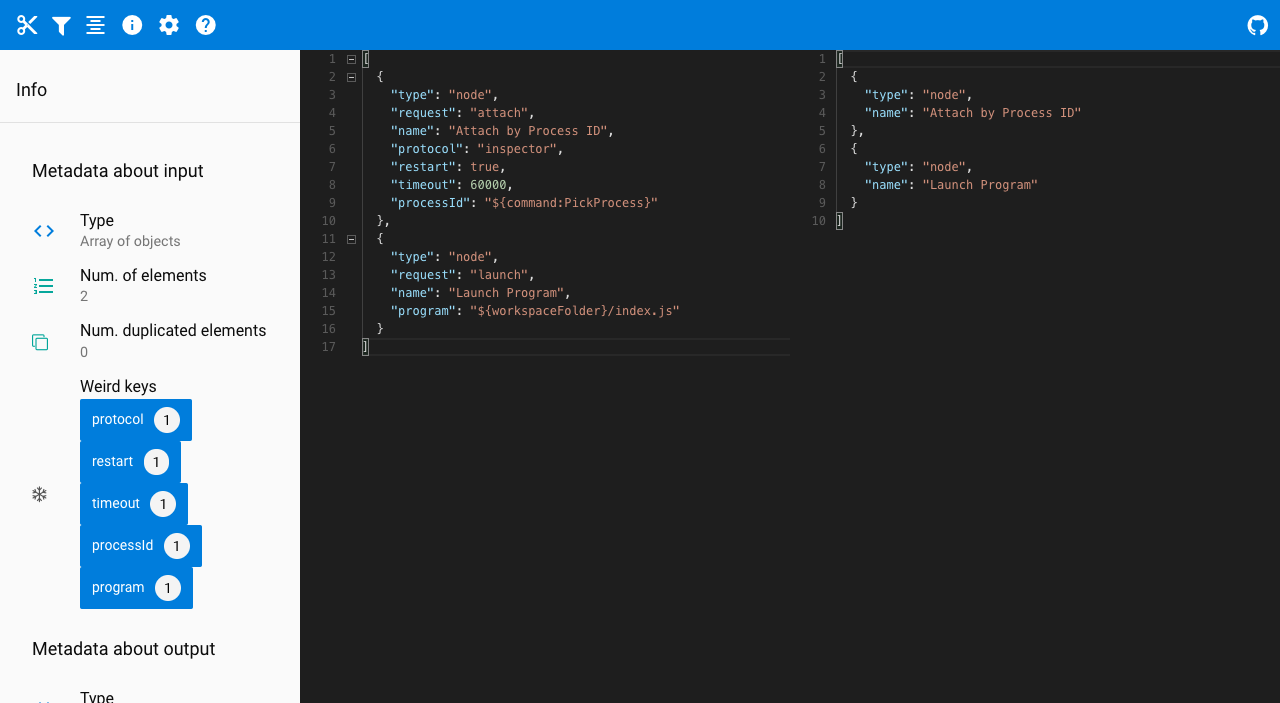 Info
Metadata about input
Type
Array of objects
Num. of elements
2
Num. duplicated elements
0
Weird keys
protocol 1
restart 1
timeout 1
processId 1
program 1
Metadata about output
Type
1 [
2 {
3 "type": "node",
4 "request": "attach",
5 "name": "Attach by Process ID",
6 "protocol": "inspector",
7 "restart": true,
8 "timeout": 60000,
9 "processId": "${command:PickProcess}"
10 },
11 {
12 "type": "node",
13 "request": "launch",
14 "name": "Launch Program",
15 "program": "${workspaceFolder}/index.js"
16 }
17 ]
1 [
2 {
3 "type": "node",
4 "name": "Attach by Process ID"
5 },
6 {
7 "type": "node",
8 "name": "Launch Program"
9 }
10 ]